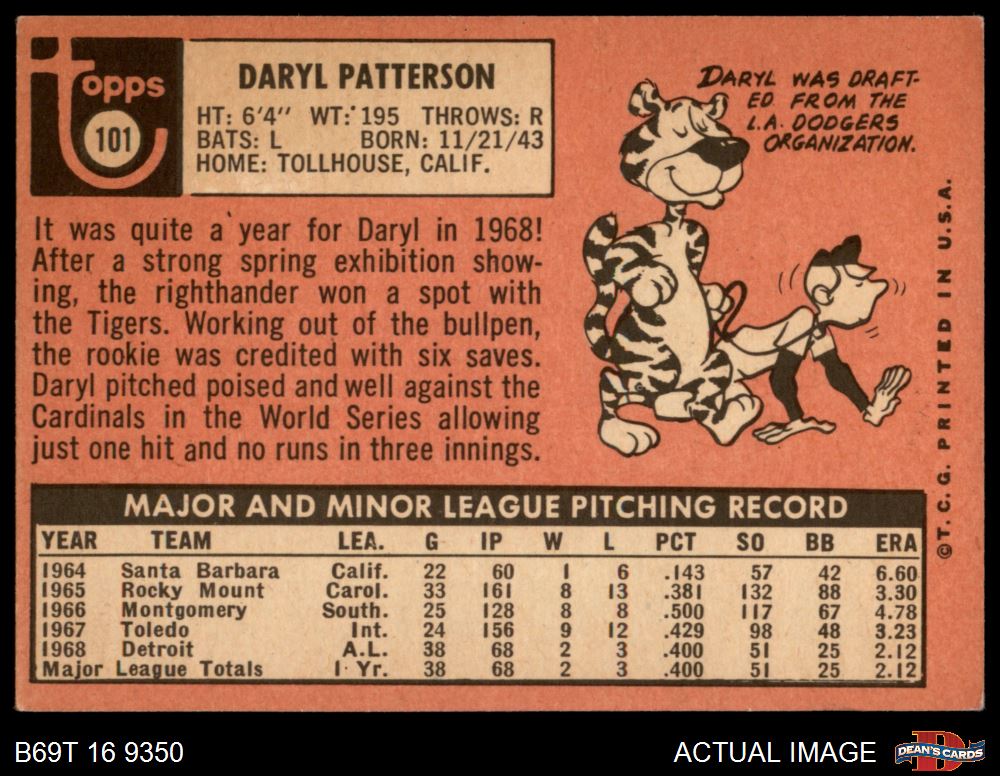 Topps
101
DARYL PATTERSON
HT: 6'4" WT: 195 THROWS: R
BATS: L BORN: 11/21/43
HOME: TOLLHOUSE, CALIF.
It was quite a year for Daryl in 1968!
After a strong spring exhibition show-
ing, the righthander won a spot with
the Tigers. Working out of the bullpen,
the rookie was credited with six saves.
Daryl pitched poised and well against the
Cardinals in the World Series allowing
just one hit and no runs in three innings.
DARYL WAS DRAFT-
ED FROM THE
L.A. DODGERS
ORGANIZATION.
©T.C.G. PRINTED IN U.S.A.
MAJOR AND MINOR LEAGUE PITCHING RECORD
YEAR TEAM LEA. G IP W L PCT SO BB ERA
1964 Santa Barbara Calif. 22 60 1 6 .143 57 42 6.60
1965 Rocky Mount Carol. 33 161 8 13 .381 132 88 3.30
1966 Montgomery South. 25 128 8 8 .500 117 67 4.78
1967 Toledo Int. 24 156 9 12 .429 98 48 3.23
1968 Detroit A.L. 38 68 2 3 .400 51 25 2.12
Major League Totals 1 Yr. 38 68 2 3 .400 51 25 2.12
B69T 16 9350
ACTUAL IMAGE
DEAN'S CARDS